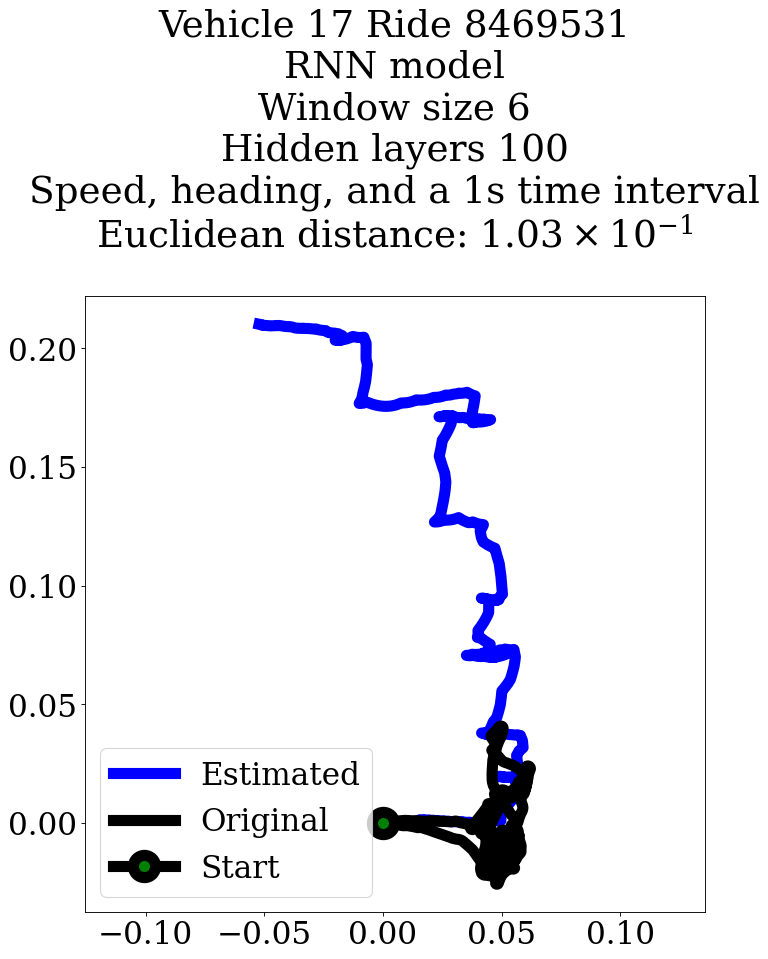 Vehicle 17 Ride 8469531
RNN model
Window size 6
Hidden layers 100
Speed, heading, and a 1s time interval
Euclidean distance: 1.03 × 10⁻¹
0.20
0.15
0.10
0.05
0.00
Estimated
Original
Start
−0.10 −0.05 0.00 0.05 0.10